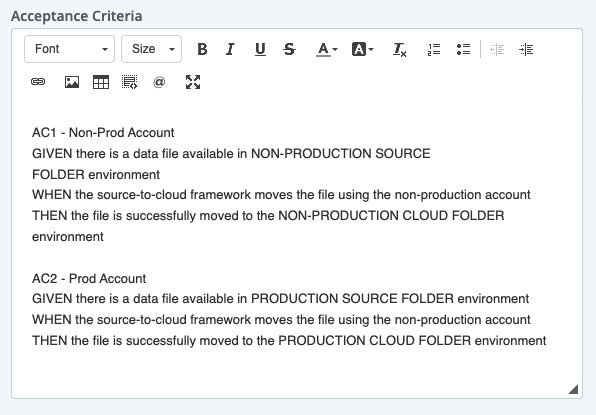 Acceptance Criteria
Font Size B I U S A A Tx
@
AC1 - Non-Prod Account
GIVEN there is a data file available in NON-PRODUCTION SOURCE
FOLDER environment
WHEN the source-to-cloud framework moves the file using the non-production account
THEN the file is successfully moved to the NON-PRODUCTION CLOUD FOLDER
environment
AC2 - Prod Account
GIVEN there is a data file available in PRODUCTION SOURCE FOLDER environment
WHEN the source-to-cloud framework moves the file using the non-production account
THEN the file is successfully moved to the PRODUCTION CLOUD FOLDER environment